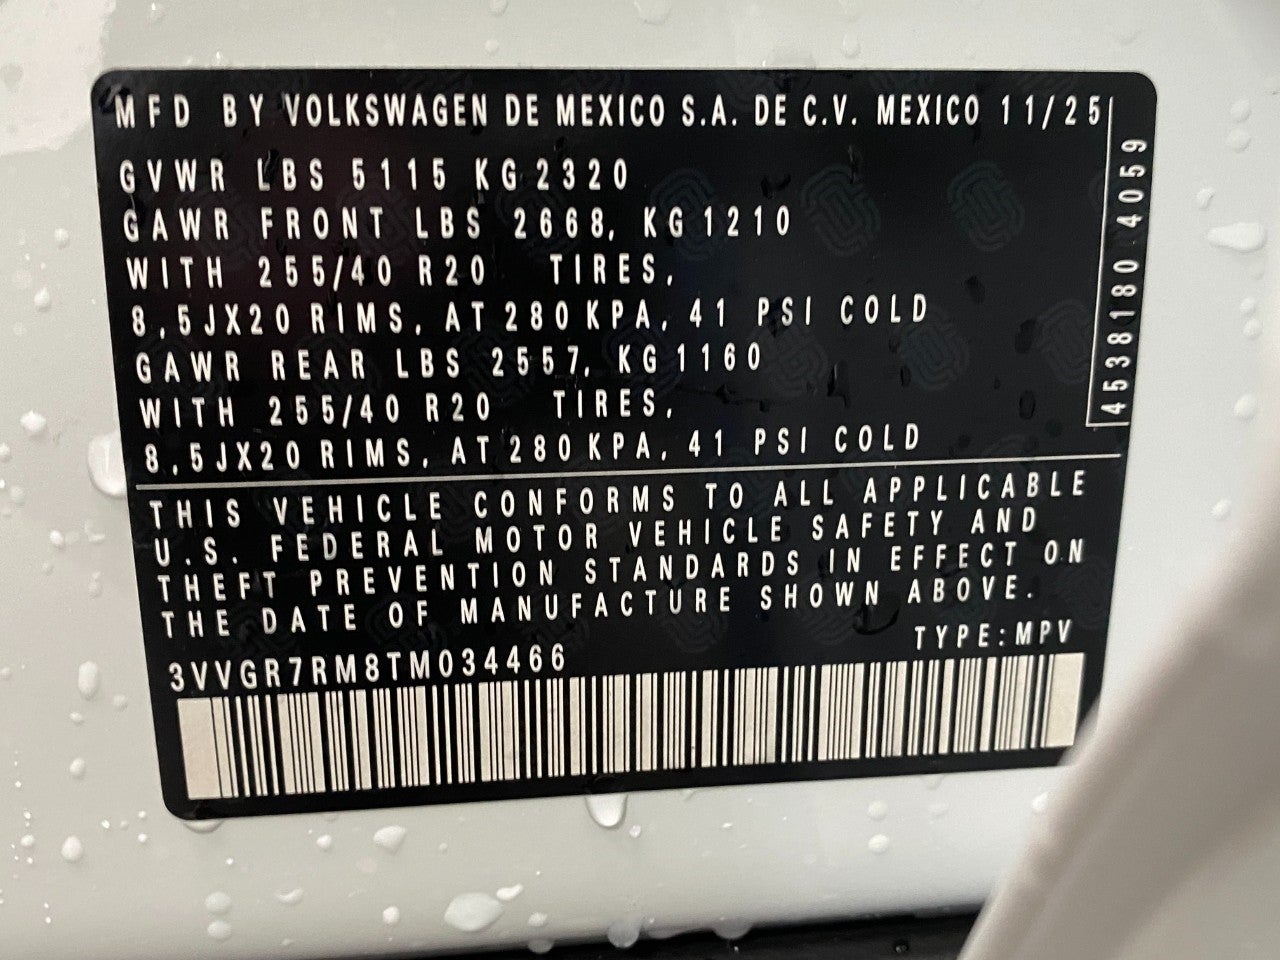 MFD BY VOLKSWAGEN DE MEXICO S.A. DE C.V. MEXICO 11/25
GVWR LBS 5115 KG 2320
GAWR FRONT LBS 2668, KG 1210
WITH 255/40 R20 TIRES,
8,5JX20 RIMS, AT 280 KPA, 41 PSI COLD
GAWR REAR LBS 2557, KG 1160
WITH 255/40 R20 TIRES,
8,5JX20 RIMS, AT 280 KPA, 41 PSI COLD
4538180 4059
THIS VEHICLE CONFORMS TO ALL APPLICABLE
U.S. FEDERAL MOTOR VEHICLE SAFETY AND
THEFT PREVENTION STANDARDS IN EFFECT ON
THE DATE OF MANUFACTURE SHOWN ABOVE.
TYPE: MPV
3VVGR7RM8TM034466